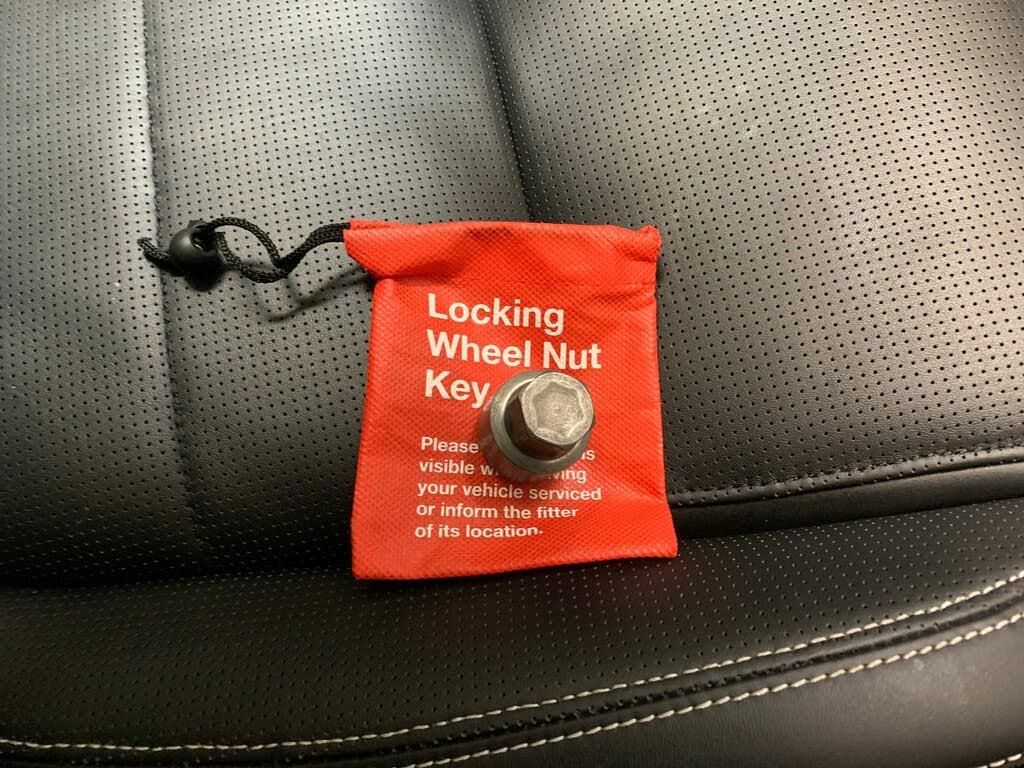 Locking
Wheel Nut
Key
Please
visible
your vehicle serviced
or inform the fitter
of its location.